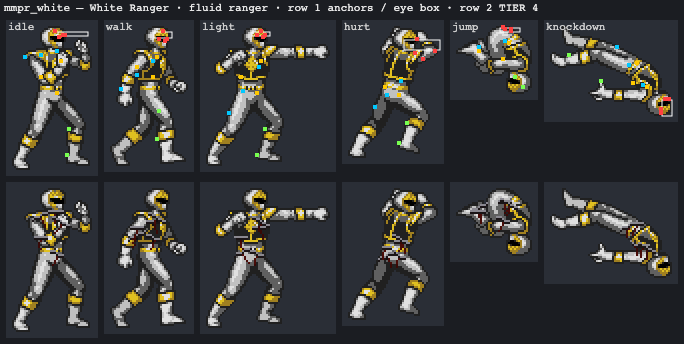 mmpr_white — White Ranger · fluid ranger · row 1 anchors / eye box · row 2 TIER 4
idle walk light hurt jump knockdown